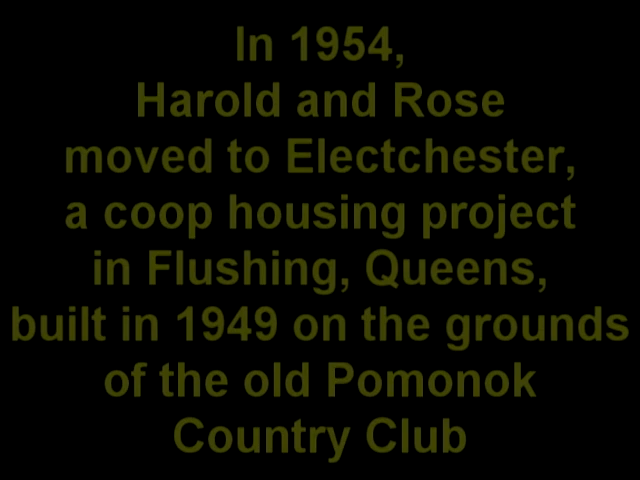 In 1954,
Harold and Rose
moved to Electchester,
a coop housing project
in Flushing, Queens,
built in 1949 on the grounds
of the old Pomonok
Country Club